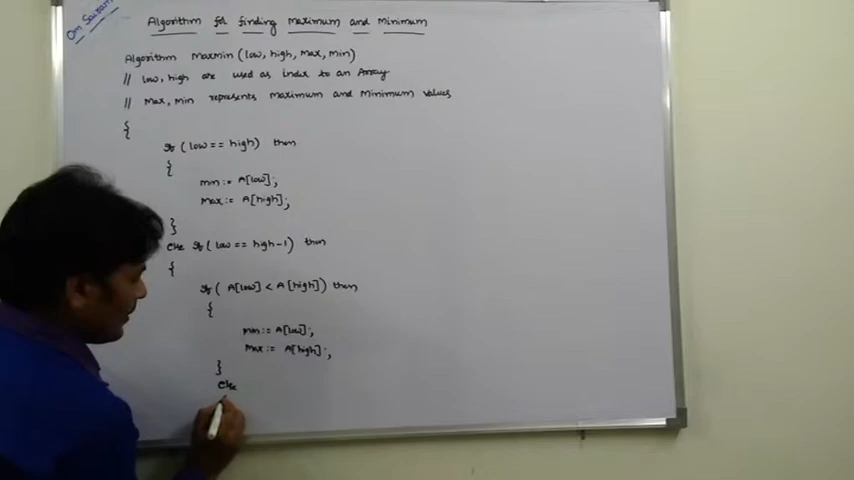 Om Sairam
Algorithm for finding Maximum and Minimum
Algorithm MaxMin (low, high, Max, Min)
// low, high are used as index to an Array
// Max, Min represents Maximum and Minimum values
{
If (low == high) then
{
min := A[low];
Max := A[high];
}
else If (low == high-1) then
{
If ( A[low] < A[high]) then
{
min := A[low];
Max := A[high];
}
else